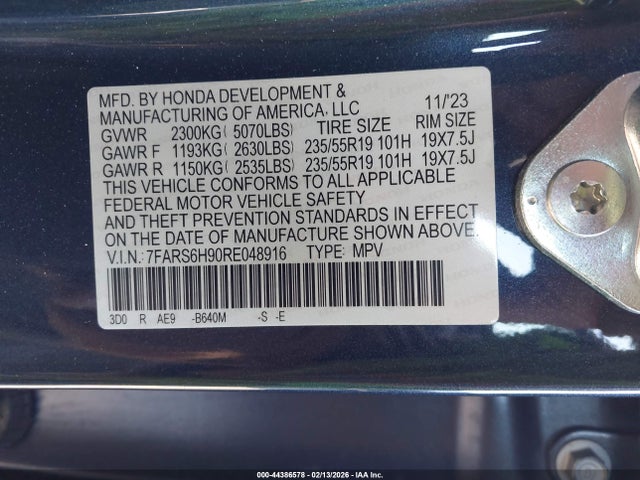 MFD. BY HONDA DEVELOPMENT &
MANUFACTURING OF AMERICA, LLC 11/'23
GVWR 2300KG( 5070LBS) TIRE SIZE RIM SIZE
GAWR F 1193KG( 2630LBS) 235/55R19 101H 19X7.5J
GAWR R 1150KG( 2535LBS) 235/55R19 101H 19X7.5J
THIS VEHICLE CONFORMS TO ALL APPLICABLE
FEDERAL MOTOR VEHICLE SAFETY
AND THEFT PREVENTION STANDARDS IN EFFECT
ON THE DATE OF MANUFACTURE SHOWN ABOVE.
V.I.N.: 7FARS6H90RE048916 TYPE: MPV
3D0 R AE9 -B640M -S -E
000-44386578 - 02/13/2026 - IAA Inc.